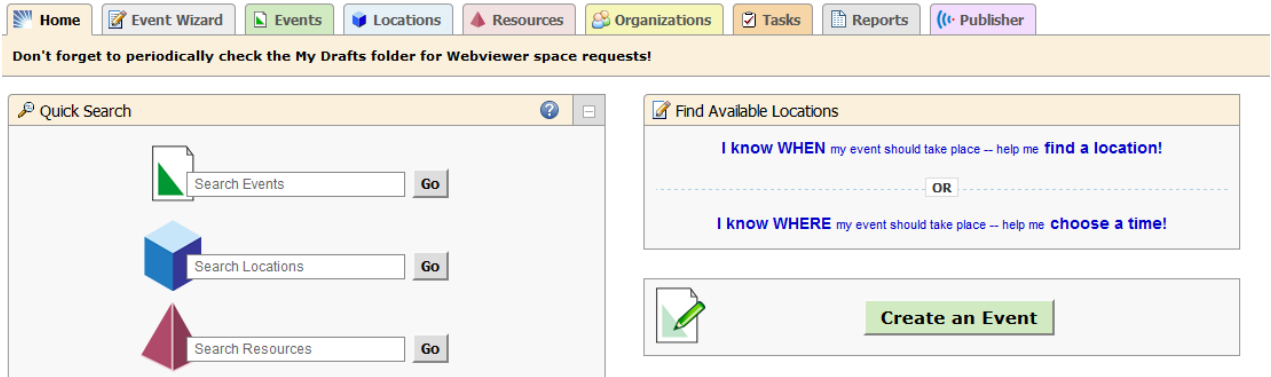 Home Event Wizard Events Locations Resources Organizations Tasks Reports Publisher
Don't forget to periodically check the My Drafts folder for Webviewer space requests!
Quick Search
Search Events Go
Search Locations Go
Search Resources Go
Find Available Locations
I know WHEN my event should take place -- help me find a location!
OR
I know WHERE my event should take place -- help me choose a time!
Create an Event